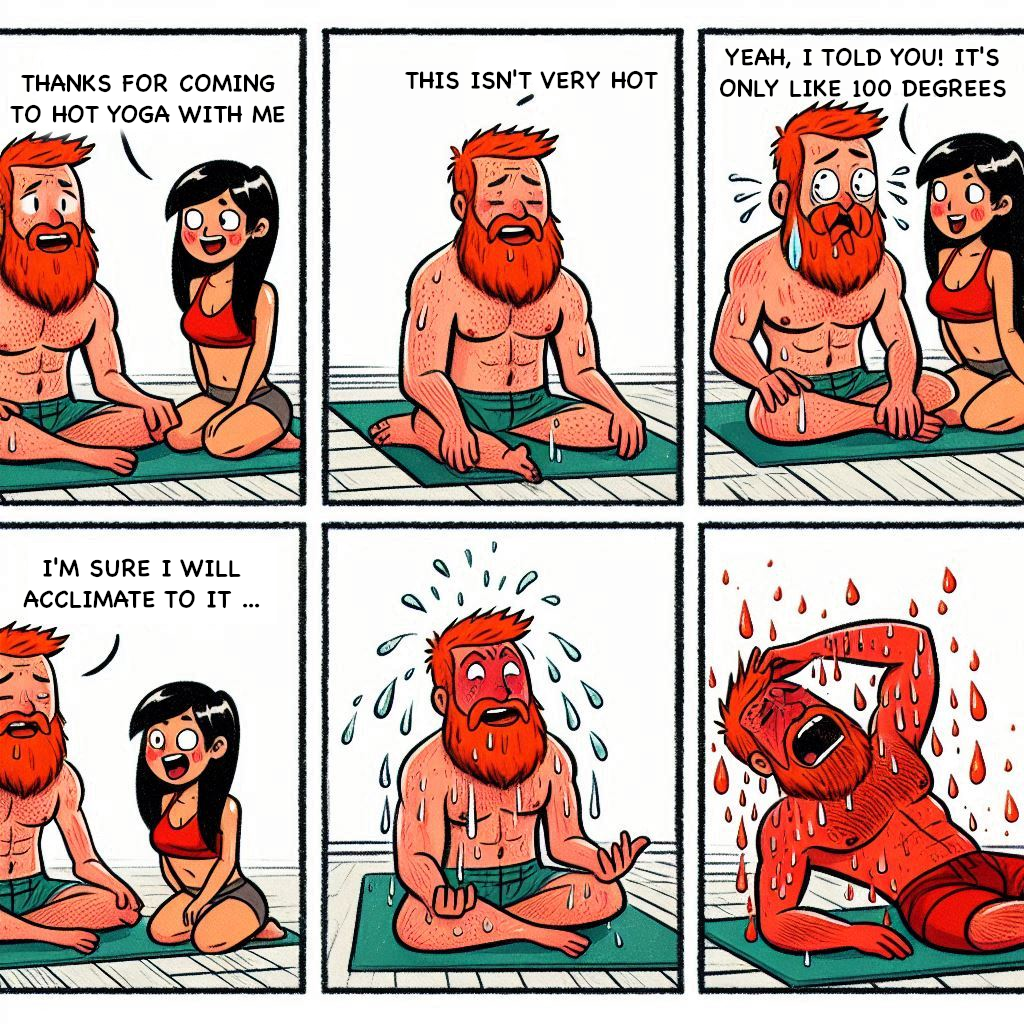 THANKS FOR COMING
TO HOT YOGA WITH ME
THIS ISN'T VERY HOT
YEAH, I TOLD YOU! IT'S
ONLY LIKE 100 DEGREES
I'M SURE I WILL
ACCLIMATE TO IT ...